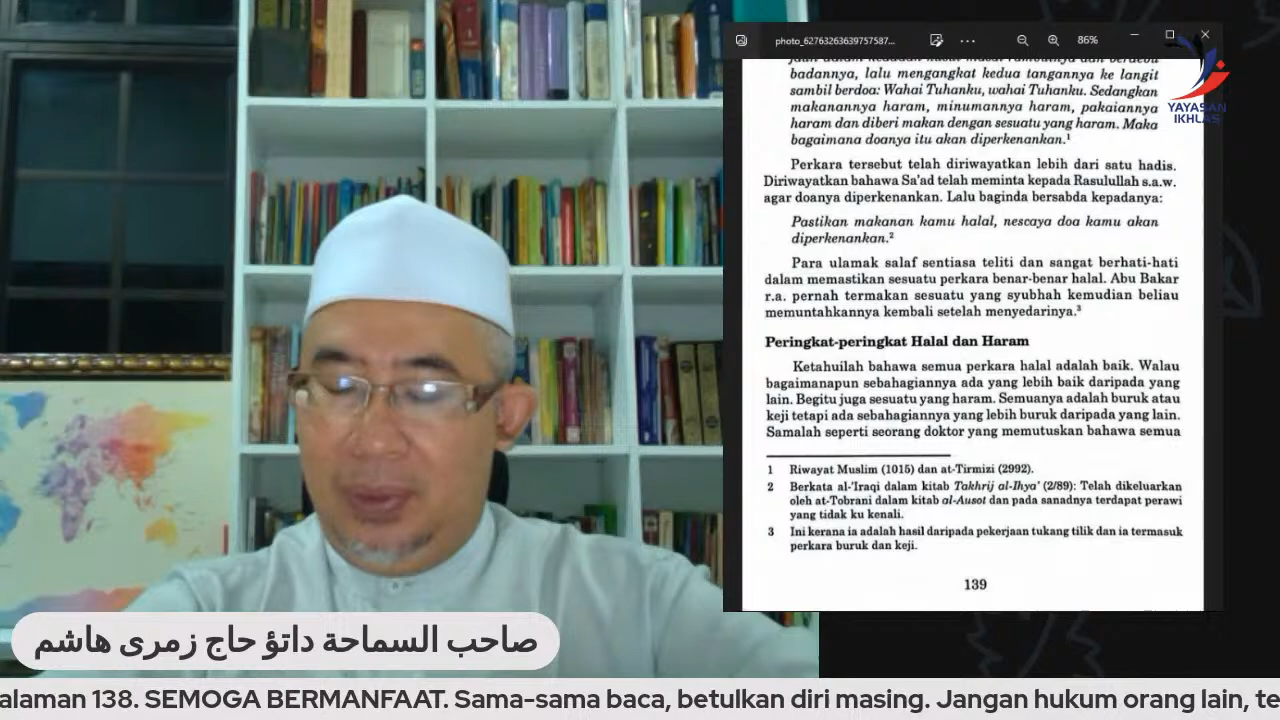 photo_62763263639757587...
86%
badannya, lalu mengangkat kedua tangannya ke langit
sambil berdoa: Wahai Tuhanku, wahai Tuhanku. Sedangkan
makanannya haram, minumannya haram, pakaiannya
haram dan diberi makan dengan sesuatu yang haram. Maka
bagaimana doanya itu akan diperkenankan.¹
YAYASAN
IKHLAS
Perkara tersebut telah diriwayatkan lebih dari satu hadis.
Diriwayatkan bahawa Sa'ad telah meminta kepada Rasulullah s.a.w.
agar doanya diperkenankan. Lalu baginda bersabda kepadanya:
Pastikan makanan kamu halal, nescaya doa kamu akan
diperkenankan.²
Para ulamak salaf sentiasa teliti dan sangat berhati-hati
dalam memastikan sesuatu perkara benar-benar halal. Abu Bakar
r.a. pernah termakan sesuatu yang syubhah kemudian beliau
memuntahkannya kembali setelah menyedarinya.³
Peringkat-peringkat Halal dan Haram
Ketahuilah bahawa semua perkara halal adalah baik. Walau
bagaimanapun sebahagiannya ada yang lebih baik daripada yang
lain. Begitu juga sesuatu yang haram. Semuanya adalah buruk atau
keji tetapi ada sebahagiannya yang lebih buruk daripada yang lain.
Samalah seperti seorang doktor yang memutuskan bahawa semua
1 Riwayat Muslim (1015) dan at-Tirmizi (2992).
2 Berkata al-'Iraqi dalam kitab Takhrij al-Ihya' (2/89): Telah dikeluarkan
oleh at-Tobrani dalam kitab al-Ausot dan pada sanadnya terdapat perawi
yang tidak ku kenali.
3 Ini kerana ia adalah hasil daripada pekerjaan tukang tilik dan ia termasuk
perkara buruk dan keji.
139
صاحب السماحة داتؤ حاج زمرى هاشم
alaman 138. SEMOGA BERMANFAAT. Sama-sama baca, betulkan diri masing. Jangan hukum orang lain, te